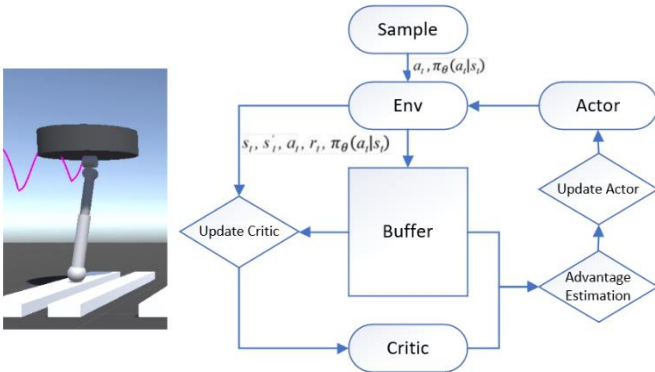 Sample
a_t, π_θ(a_t|s_t)
Env
Actor
s_t, s'_t, a_t, r_t, π_θ(a_t|s_t)
Update Actor
Update Critic
Buffer
Advantage
Estimation
Critic